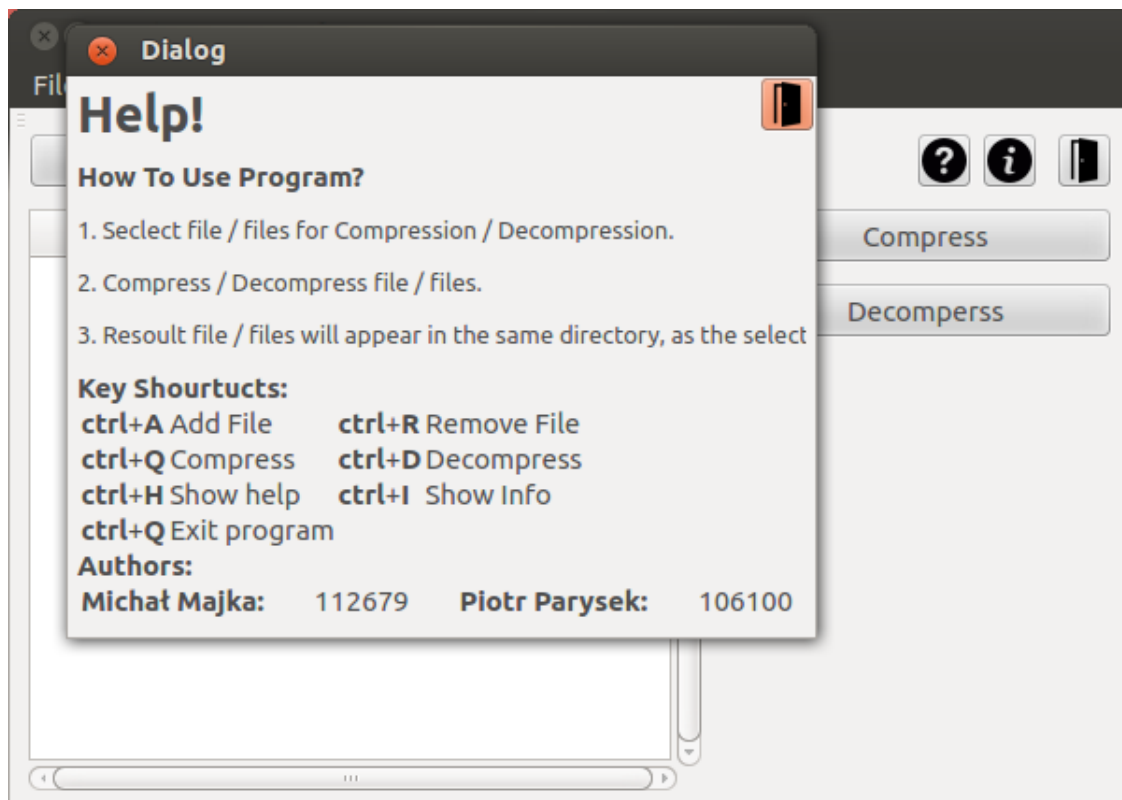 Dialog
Fil
Help!
How To Use Program?
1. Seclect file / files for Compression / Decompression.
2. Compress / Decompress file / files.
3. Resoult file / files will appear in the same directory, as the select
Key Shourtucts:
ctrl+A Add File ctrl+R Remove File
ctrl+Q Compress ctrl+D Decompress
ctrl+H Show help ctrl+I Show Info
ctrl+Q Exit program
Authors:
Michał Majka: 112679 Piotr Parysek: 106100
Compress
Decomperss